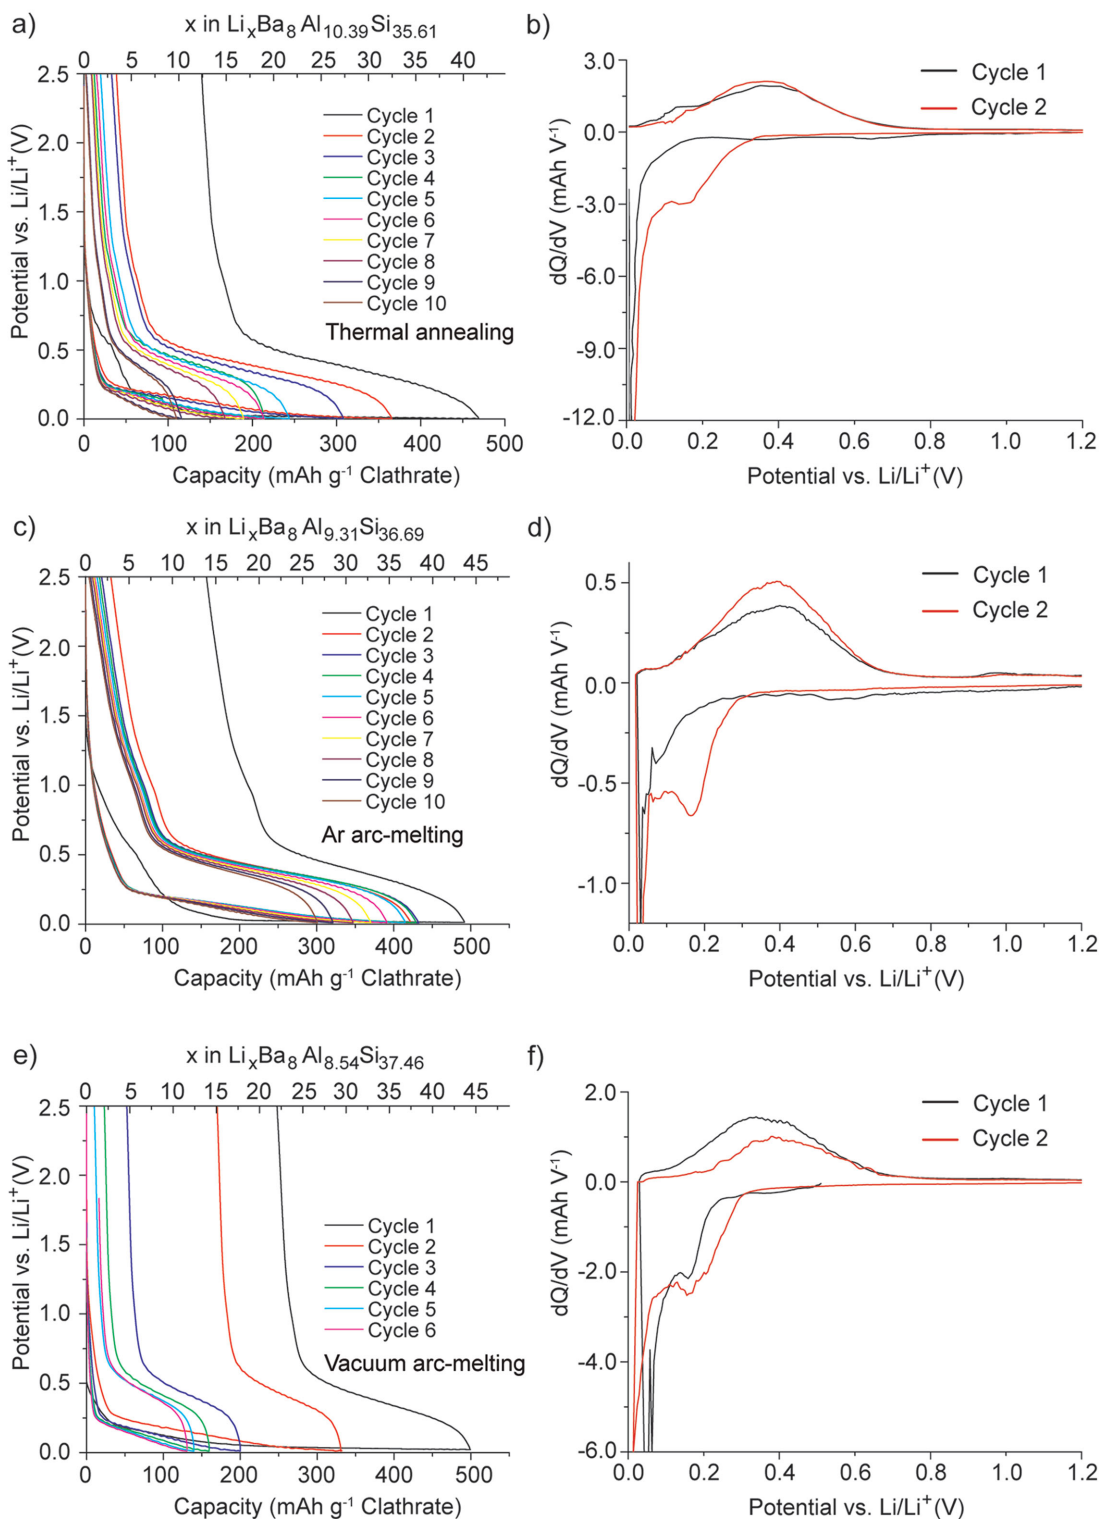 a)
x in LiₓBa₈ Al₁₀.₃₉Si₃₅.₆₁
0 5 10 15 20 25 30 35 40
2.5
2.0
1.5
1.0
0.5
0.0
Potential vs. Li/Li⁺(V)
Cycle 1
Cycle 2
Cycle 3
Cycle 4
Cycle 5
Cycle 6
Cycle 7
Cycle 8
Cycle 9
Cycle 10
Thermal annealing
0 100 200 300 400 500
Capacity (mAh g⁻¹ Clathrate)
b)
3.0
0.0
-3.0
-6.0
-9.0
-12.0
dQ/dV (mAh V⁻¹)
Cycle 1
Cycle 2
0.0 0.2 0.4 0.6 0.8 1.0 1.2
Potential vs. Li/Li⁺(V)
c)
x in LiₓBa₈ Al₉.₃₁Si₃₆.₆₉
0 5 10 15 20 25 30 35 40 45
2.5
2.0
1.5
1.0
0.5
0.0
Potential vs. Li/Li⁺(V)
Cycle 1
Cycle 2
Cycle 3
Cycle 4
Cycle 5
Cycle 6
Cycle 7
Cycle 8
Cycle 9
Cycle 10
Ar arc-melting
0 100 200 300 400 500
Capacity (mAh g⁻¹ Clathrate)
d)
0.5
0.0
-0.5
-1.0
dQ/dV (mAh V⁻¹)
Cycle 1
Cycle 2
0.0 0.2 0.4 0.6 0.8 1.0 1.2
Potential vs. Li/Li⁺(V)
e)
x in LiₓBa₈ Al₈.₅₄Si₃₇.₄₆
0 5 10 15 20 25 30 35 40 45
2.5
2.0
1.5
1.0
0.5
0.0
Potential vs. Li/Li⁺(V)
Cycle 1
Cycle 2
Cycle 3
Cycle 4
Cycle 5
Cycle 6
Vacuum arc-melting
0 100 200 300 400 500
Capacity (mAh g⁻¹ Clathrate)
f)
2.0
0.0
-2.0
-4.0
-6.0
dQ/dV (mAh V⁻¹)
Cycle 1
Cycle 2
0.0 0.2 0.4 0.6 0.8 1.0 1.2
Potential vs. Li/Li⁺(V)